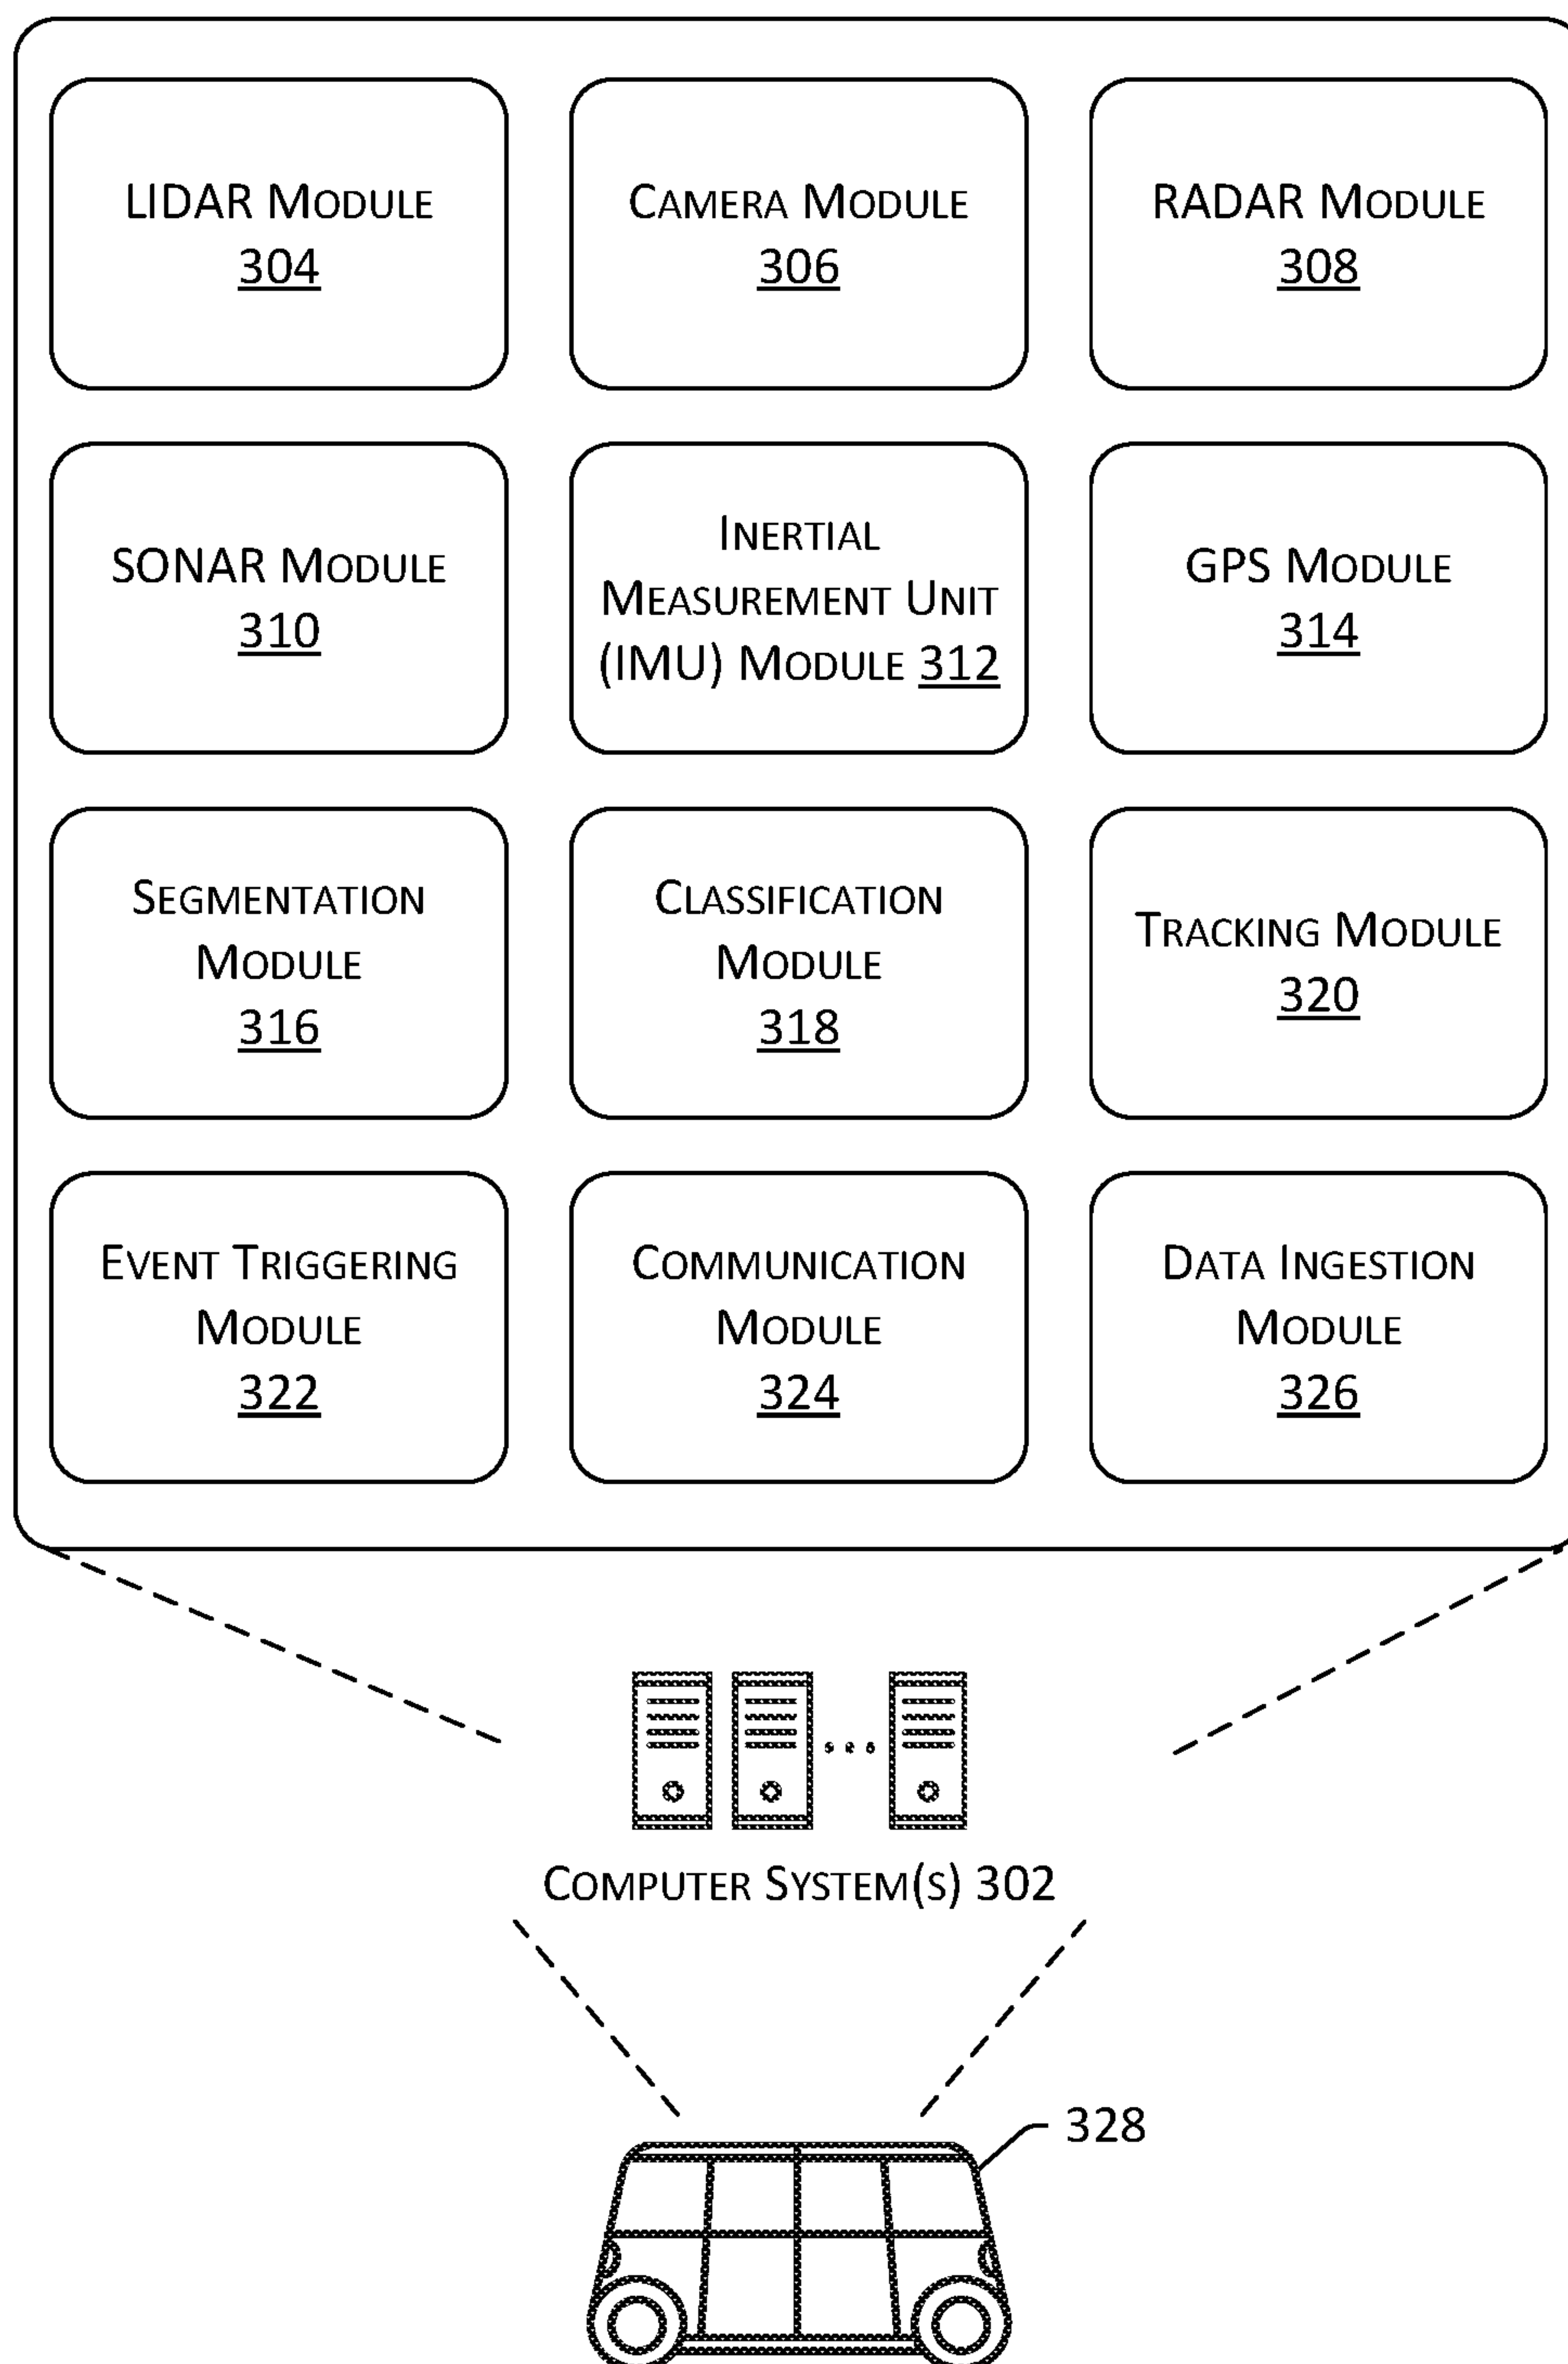 LIDAR MODULE
304
CAMERA MODULE
306
RADAR MODULE
308
SONAR MODULE
310
INERTIAL
MEASUREMENT UNIT
(IMU) MODULE 312
GPS MODULE
314
SEGMENTATION
MODULE
316
CLASSIFICATION
MODULE
318
TRACKING MODULE
320
EVENT TRIGGERING
MODULE
322
COMMUNICATION
MODULE
324
DATA INGESTION
MODULE
326
COMPUTER SYSTEM(S) 302
328